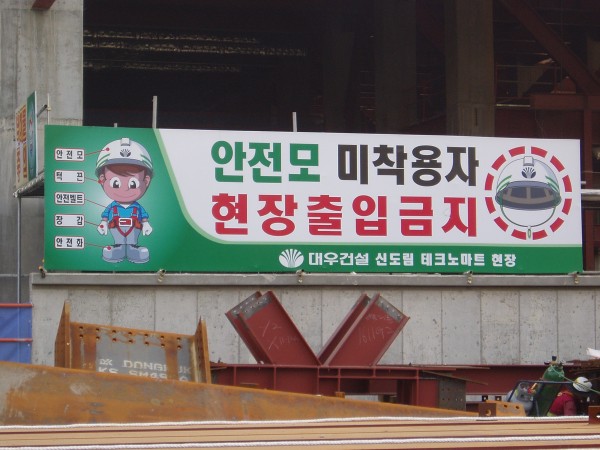 안전모 미착용자
현장출입금지
대우건설 신도림 테크노마트 현장
안전모
턱끈
안전벨트
장갑
안전화
DONGKUK